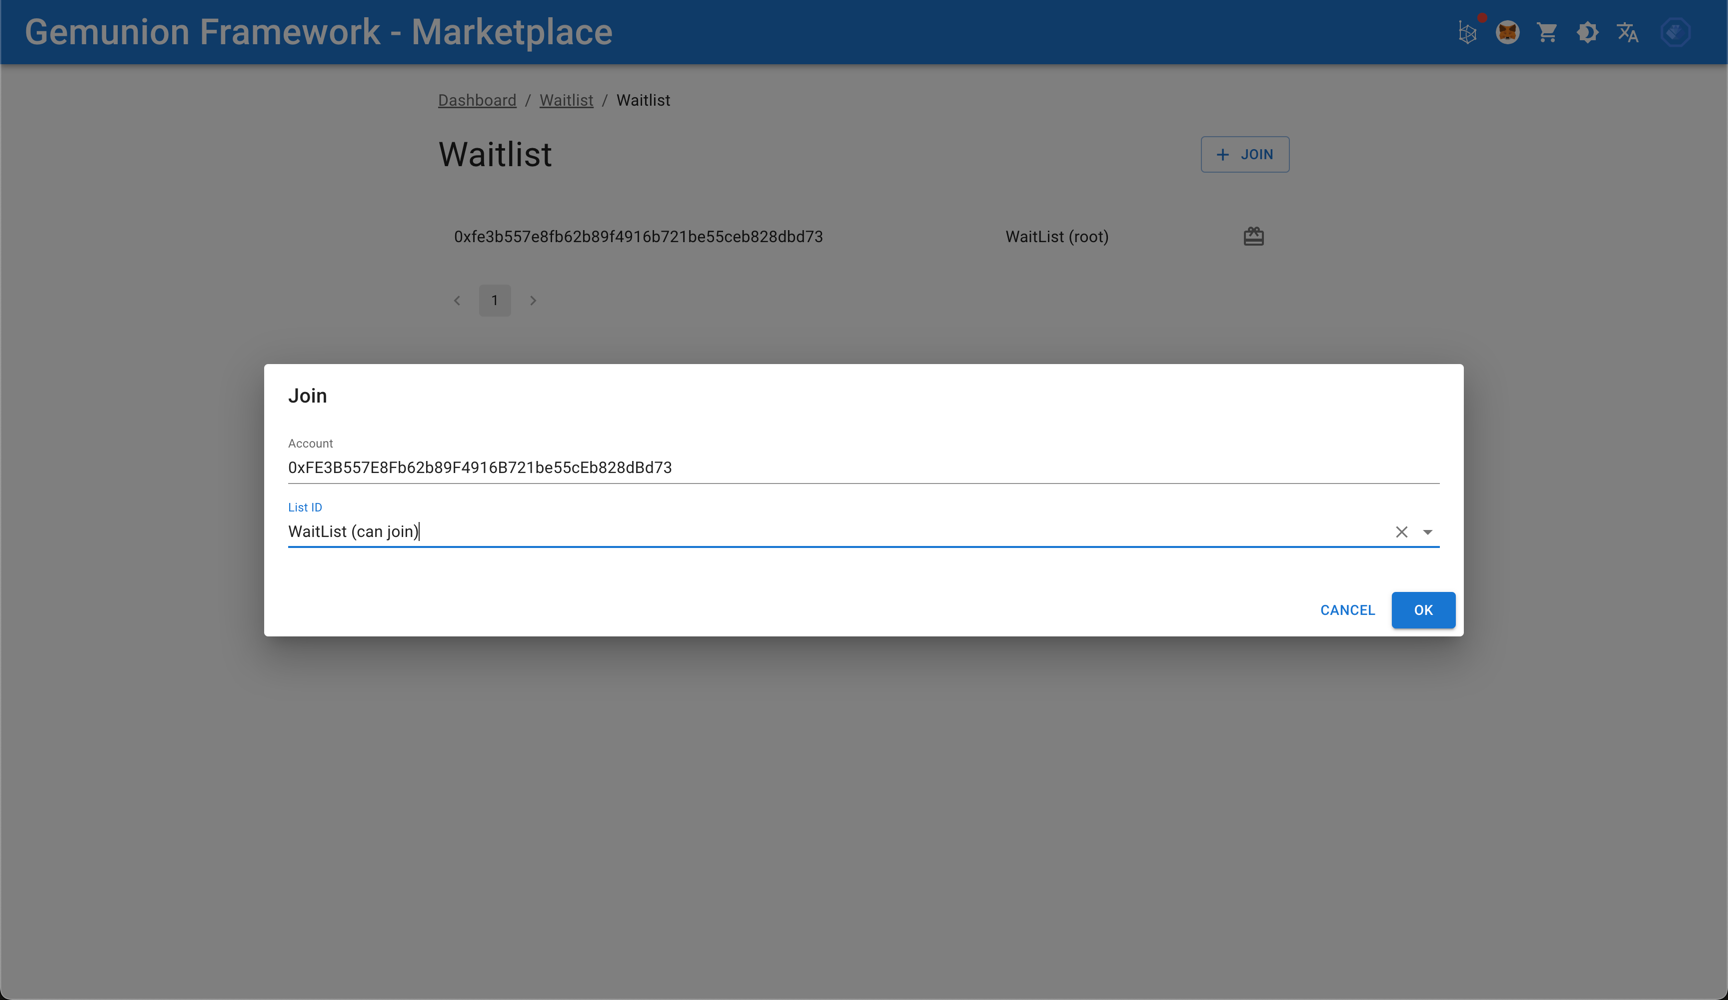 Gemunion Framework - Marketplace
Dashboard / Waitlist / Waitlist
Waitlist
+ JOIN
0xfe3b557e8fb62b89f4916b721be55ceb828dbd73 WaitList (root)
1
Join
Account
0xFE3B557E8Fb62b89F4916B721be55cEb828dBd73
List ID
WaitList (can join)
CANCEL OK